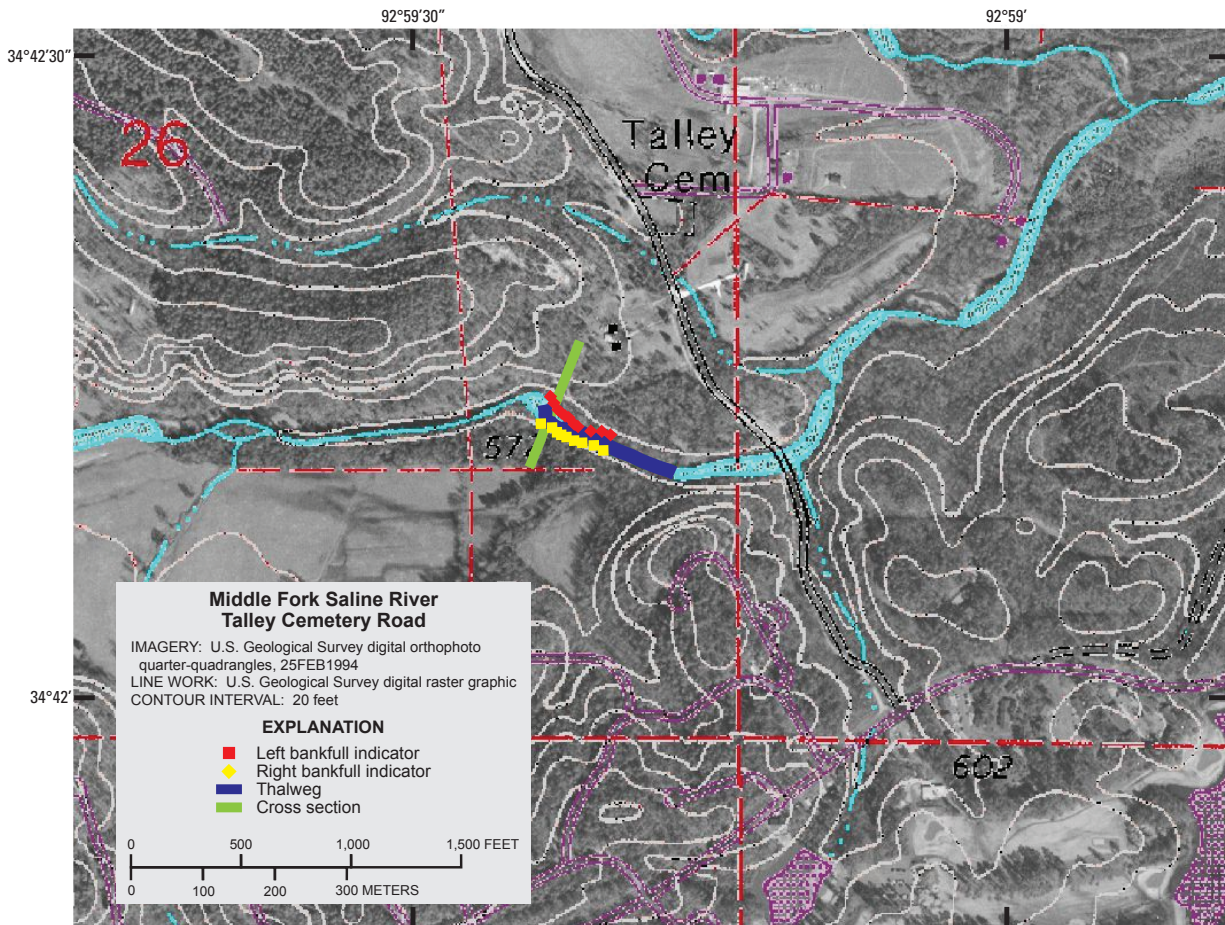 92°59'30"
92°59'
34°42'30"
26
600
Talley
Cem
577
34°42'
602
Middle Fork Saline River
Talley Cemetery Road
IMAGERY: U.S. Geological Survey digital orthophoto
quarter-quadrangles, 25FEB1994
LINE WORK: U.S. Geological Survey digital raster graphic
CONTOUR INTERVAL: 20 feet
EXPLANATION
Left bankfull indicator
Right bankfull indicator
Thalweg
Cross section
0 500 1,000 1,500 FEET
0 100 200 300 METERS